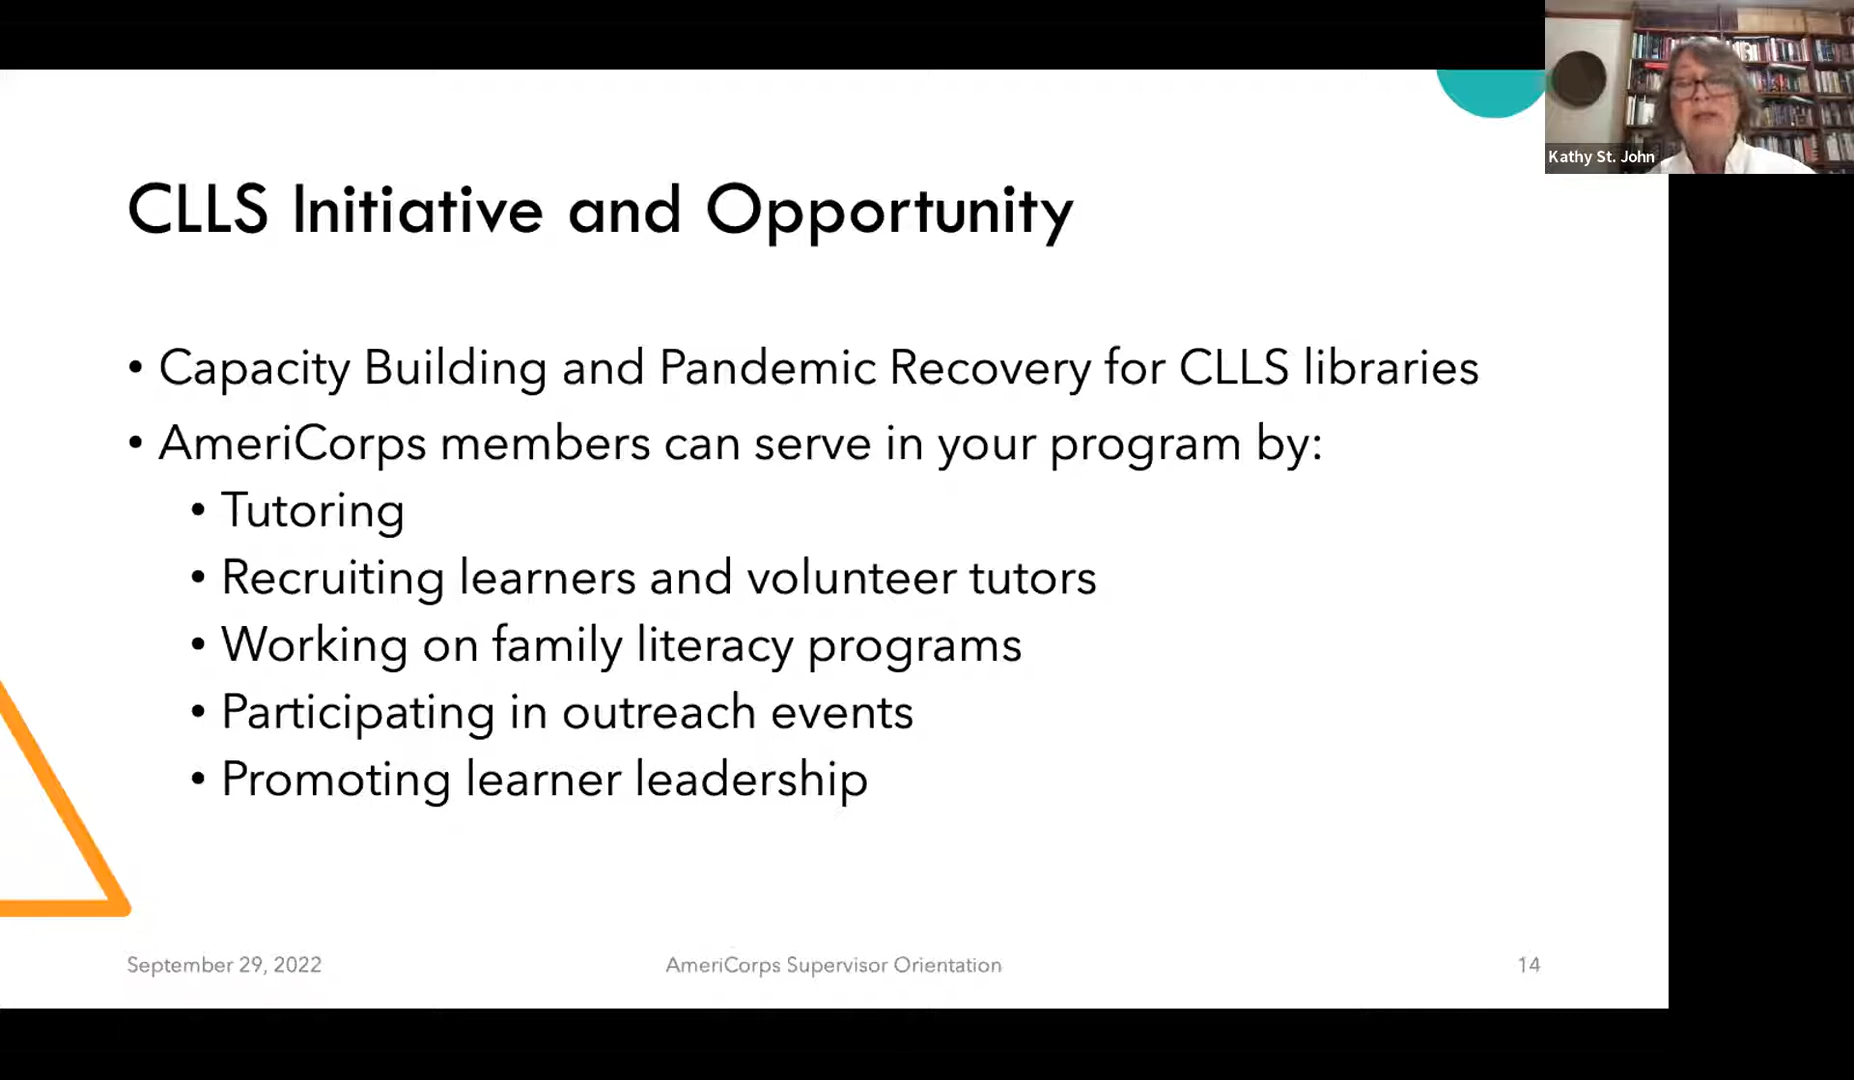 Kathy St. John
CLLS Initiative and Opportunity
• Capacity Building and Pandemic Recovery for CLLS libraries
• AmeriCorps members can serve in your program by:
• Tutoring
• Recruiting learners and volunteer tutors
• Working on family literacy programs
• Participating in outreach events
• Promoting learner leadership
September 29, 2022
AmeriCorps Supervisor Orientation
14